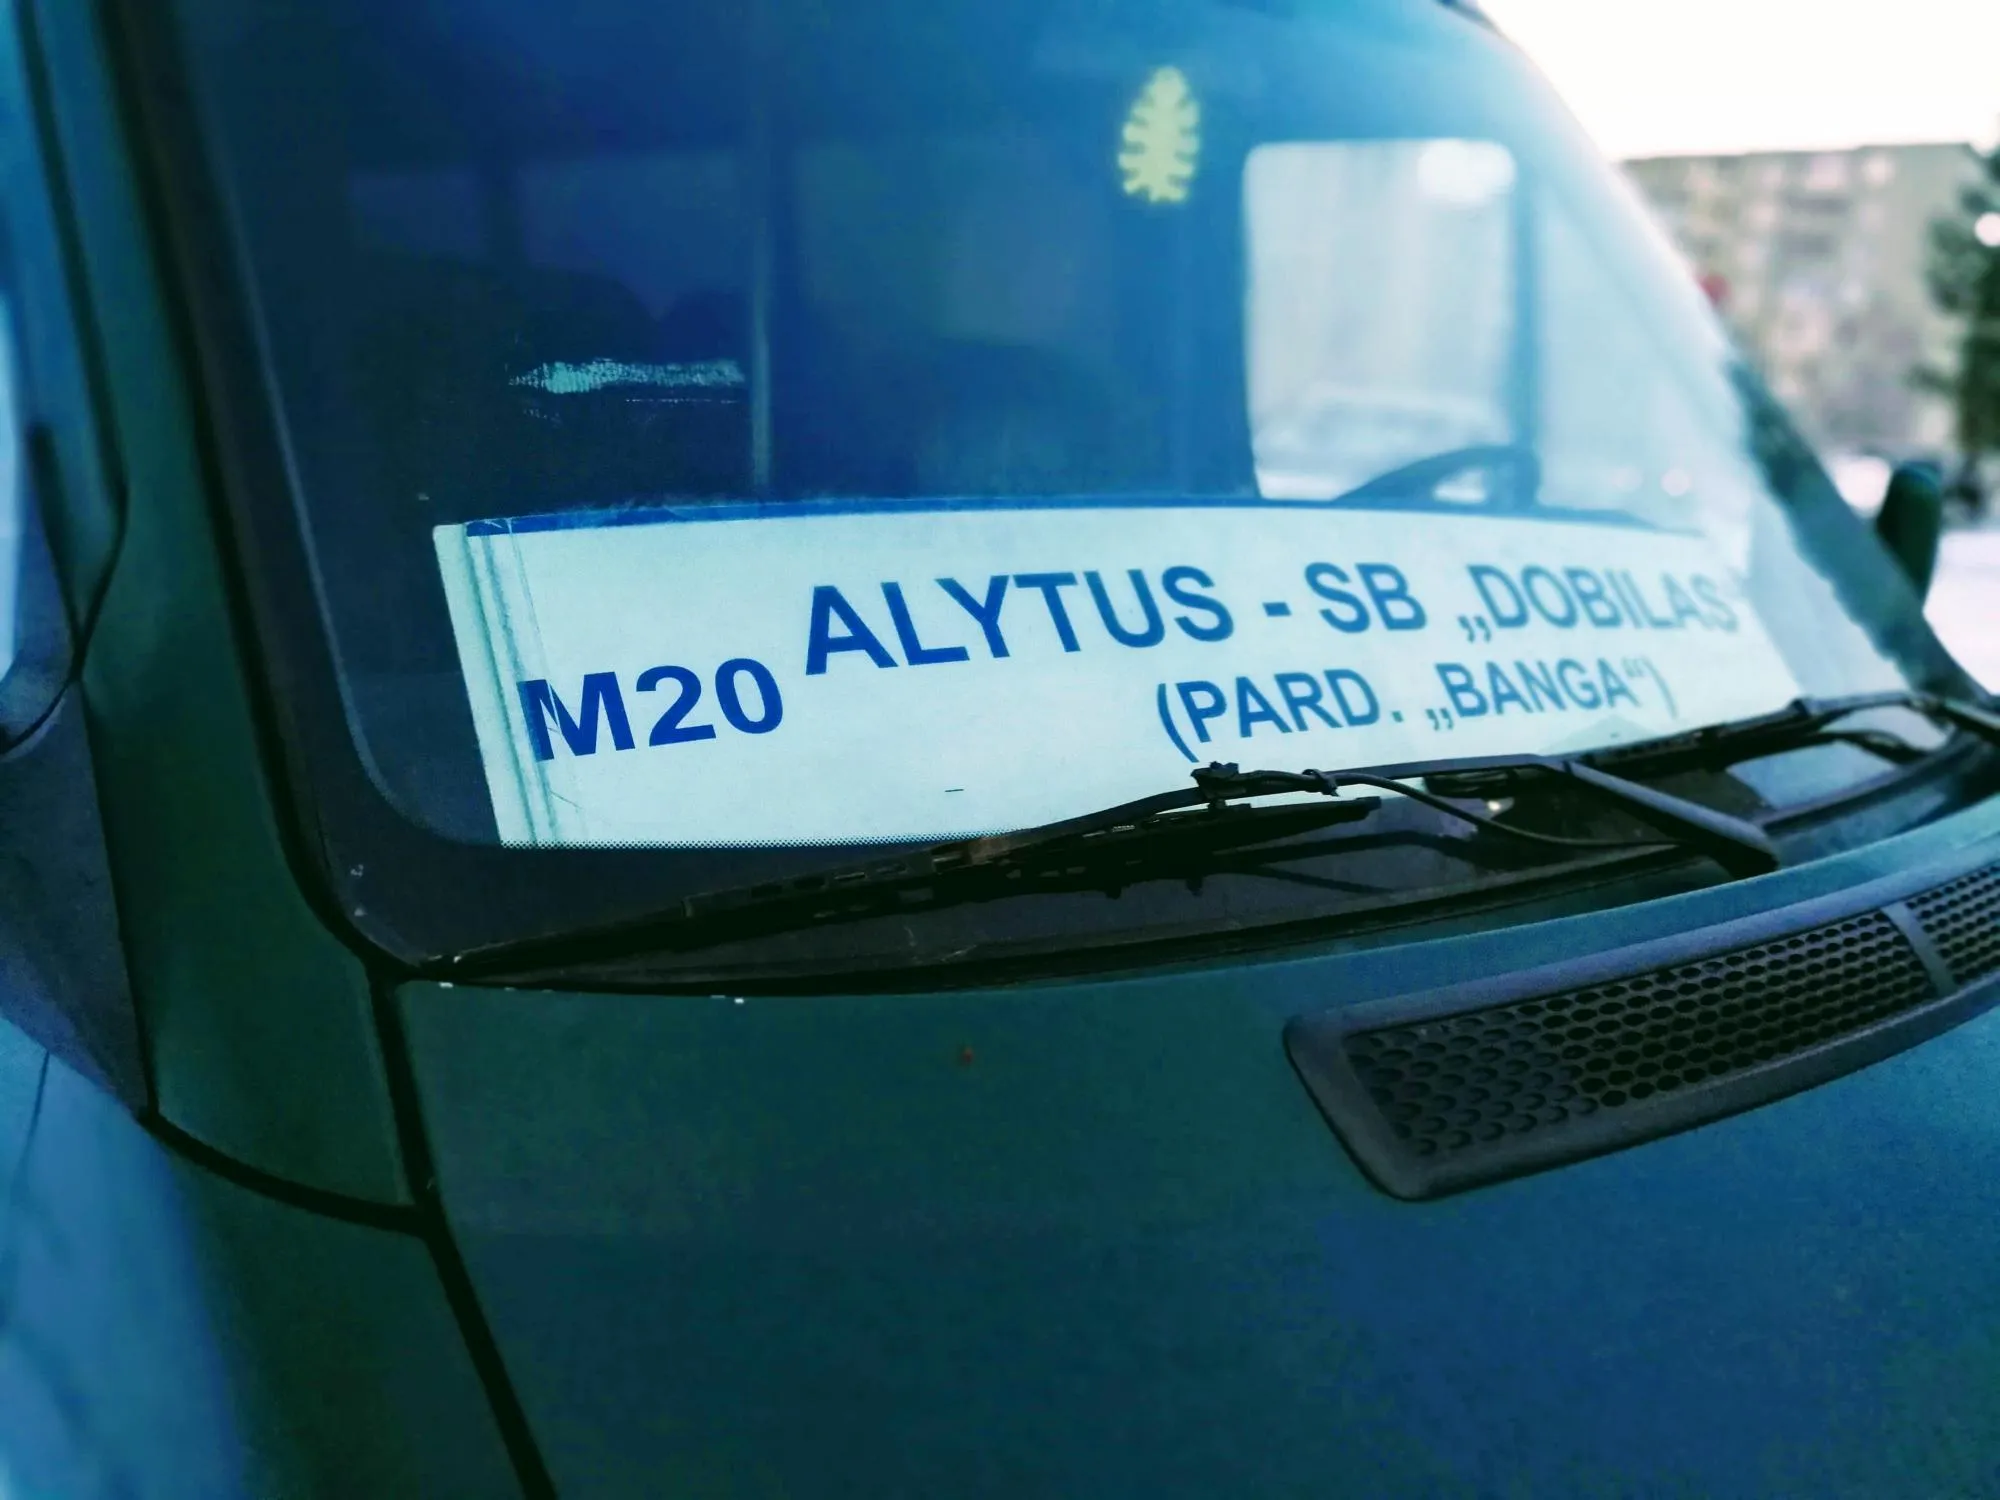 M20 ALYTUS - SB „DOBILAS“
(PARD. „BANGA“)